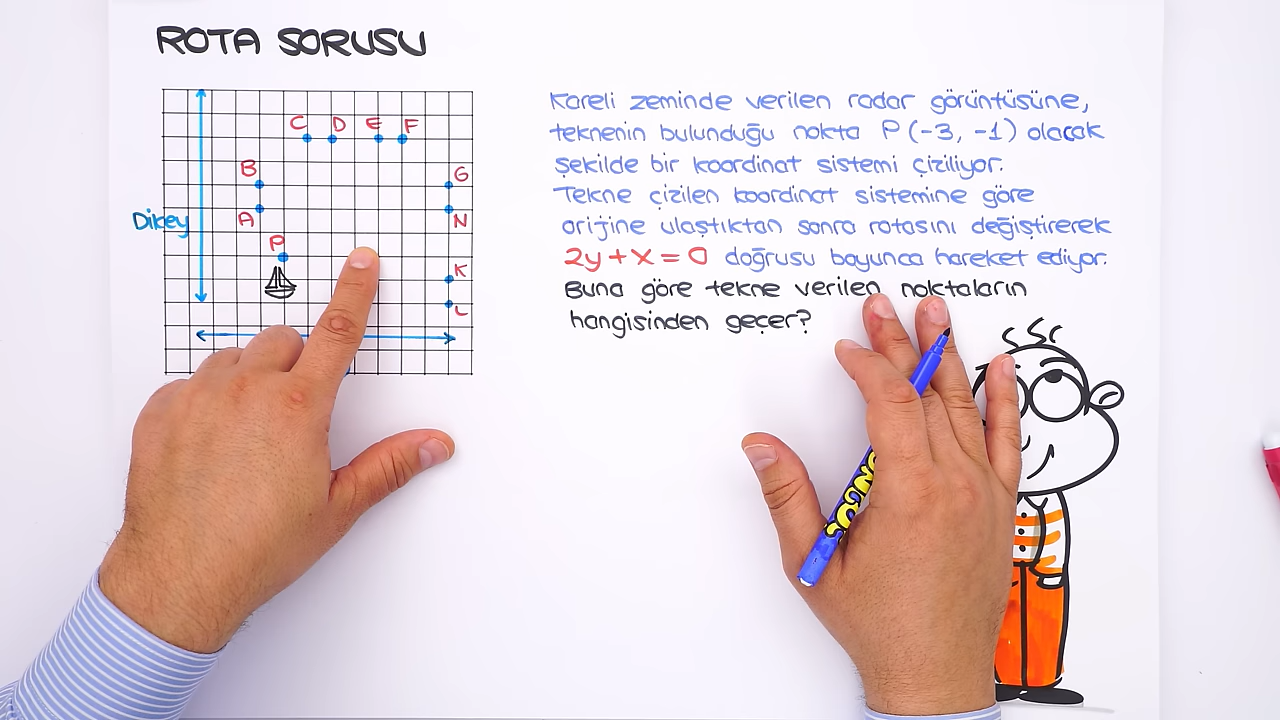 ROTA SORUSU
Kareli zeminde verilen radar görüntüsüne,
teknenin bulunduğu nokta P(-3, -1) olacak
şekilde bir koordinat sistemi çiziliyor.
Tekne çizilen koordinat sistemine göre
orijine ulaştıktan sonra rotasını değiştirerek
2y+x=0 doğrusu boyunca hareket ediyor.
Buna göre tekne verilen noktaların
hangisinden geçer?
C D E F
B G
A N
Dikey
P
K
L